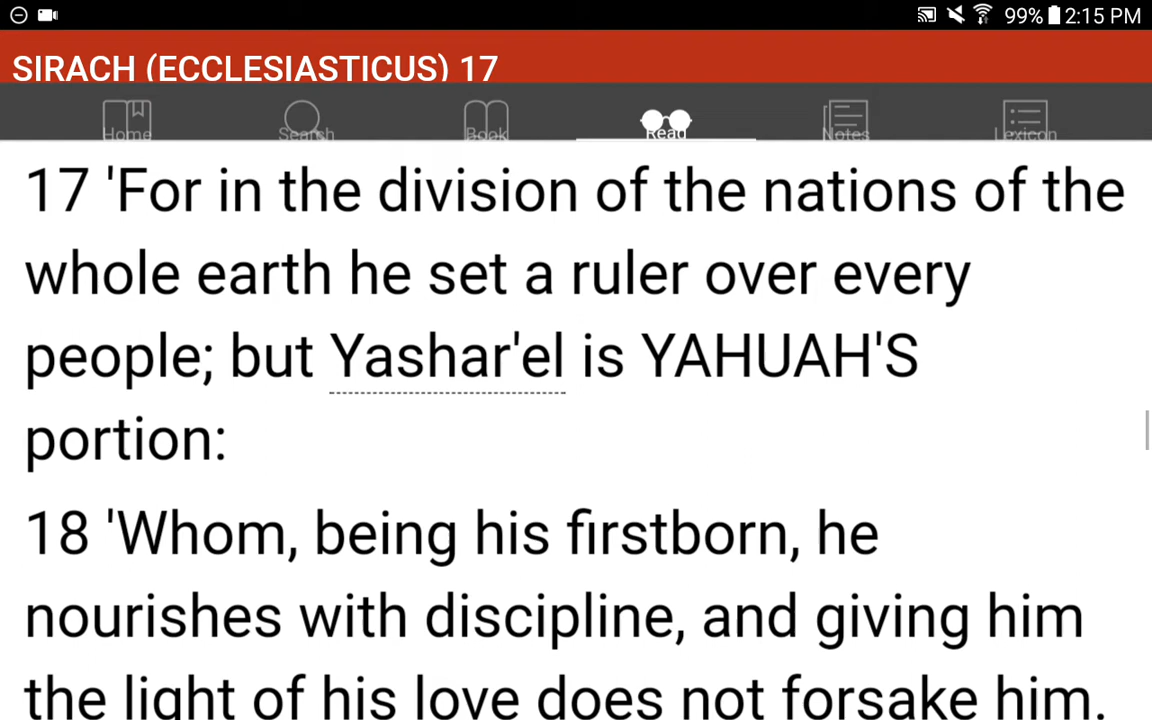 99% 2:15 PM
SIRACH (ECCLESIASTICUS) 17
Home Search Book Read Notes Lexicon
17 'For in the division of the nations of the
whole earth he set a ruler over every
people; but Yashar'el is YAHUAH'S
portion:
18 'Whom, being his firstborn, he
nourishes with discipline, and giving him
the light of his love does not forsake him.